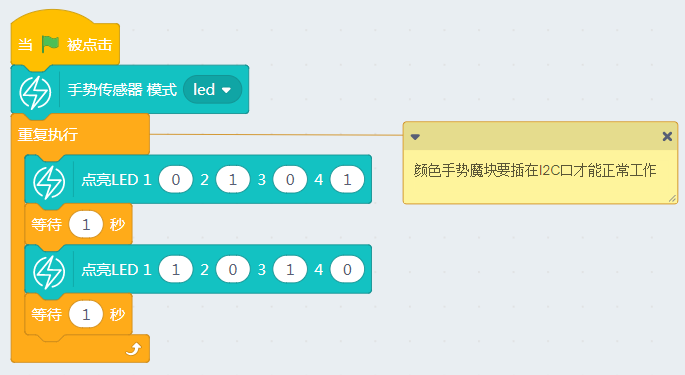 当 被点击
手势传感器 模式 led
重复执行
颜色手势魔块要插在I2C口才能正常工作
点亮LED 1 0 2 1 3 0 4 1
等待 1 秒
点亮LED 1 1 2 0 3 1 4 0
等待 1 秒